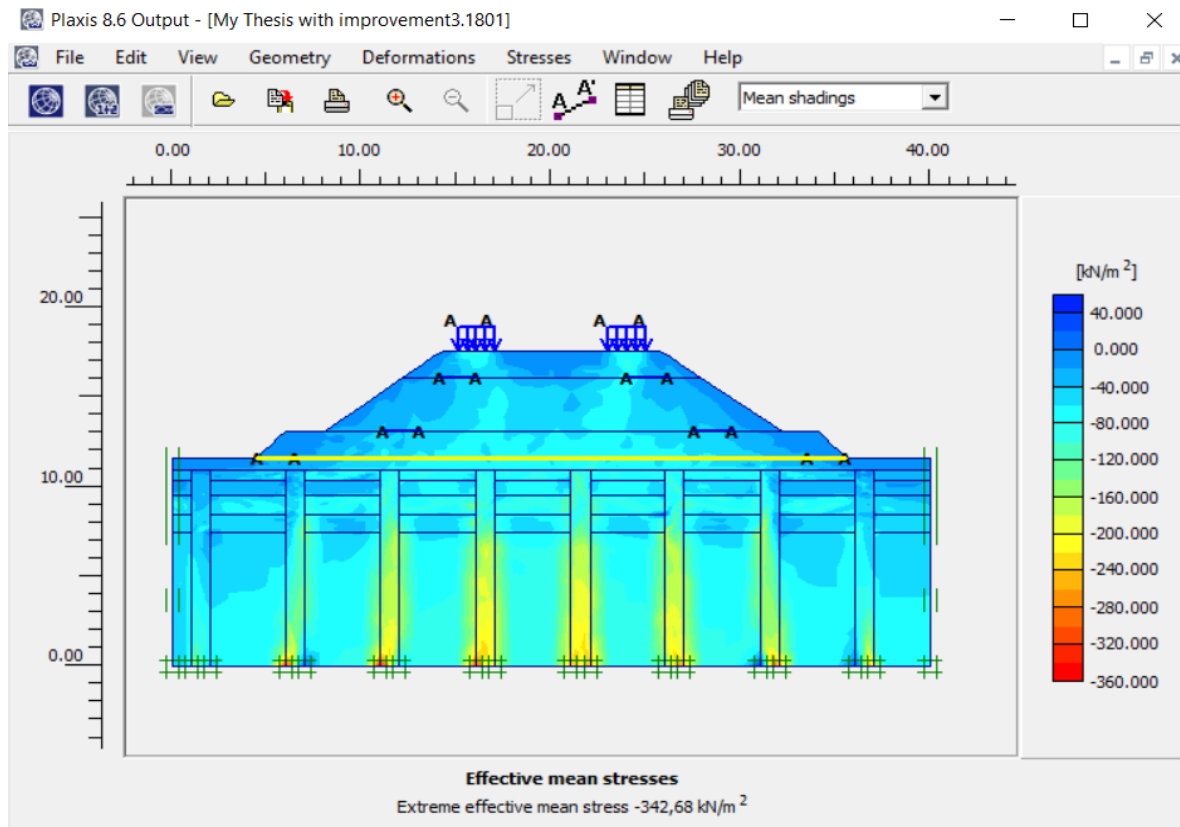 Plaxis 8.6 Output - [My Thesis with improvement3.1801]
File Edit View Geometry Deformations Stresses Window Help
1+2 A A' Mean shadings
0.00 10.00 20.00 30.00 40.00
[kN/m 2]
20.00
40.000
A A A A
0.000
-40.000
A A A A
-80.000
A A A A
-120.000
A A A A
10.00
-160.000
-200.000
-240.000
-280.000
-320.000
0.00
-360.000
Effective mean stresses
Extreme effective mean stress -342,68 kN/m 2